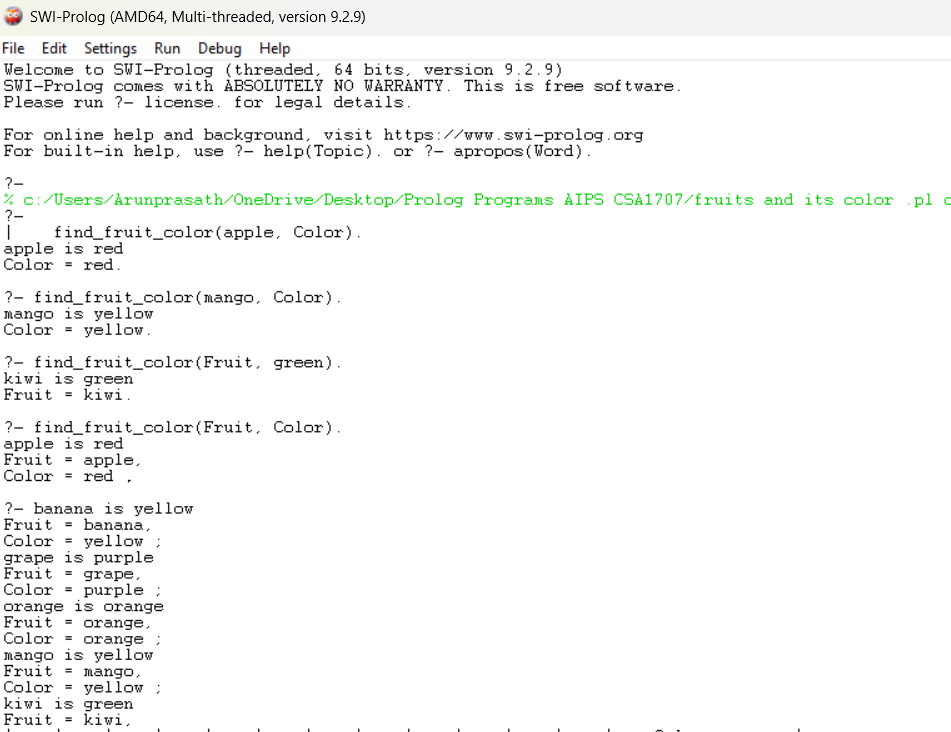 SWI-Prolog (AMD64, Multi-threaded, version 9.2.9)
File Edit Settings Run Debug Help
Welcome to SWI-Prolog (threaded, 64 bits, version 9.2.9)
SWI-Prolog comes with ABSOLUTELY NO WARRANTY. This is free software.
Please run ?- license. for legal details.
For online help and background, visit https://www.swi-prolog.org
For built-in help, use ?- help(Topic). or ?- apropos(Word).
?-
% c:/Users/Arunprasath/OneDrive/Desktop/Prolog Programs AIPS CSA1707/fruits and its color .pl c
?-
|    find_fruit_color(apple, Color).
apple is red
Color = red.
?- find_fruit_color(mango, Color).
mango is yellow
Color = yellow.
?- find_fruit_color(Fruit, green).
kiwi is green
Fruit = kiwi.
?- find_fruit_color(Fruit, Color).
apple is red
Fruit = apple,
Color = red ,
?- banana is yellow
Fruit = banana,
Color = yellow ;
grape is purple
Fruit = grape,
Color = purple ;
orange is orange
Fruit = orange,
Color = orange ;
mango is yellow
Fruit = mango,
Color = yellow ;
kiwi is green
Fruit = kiwi,